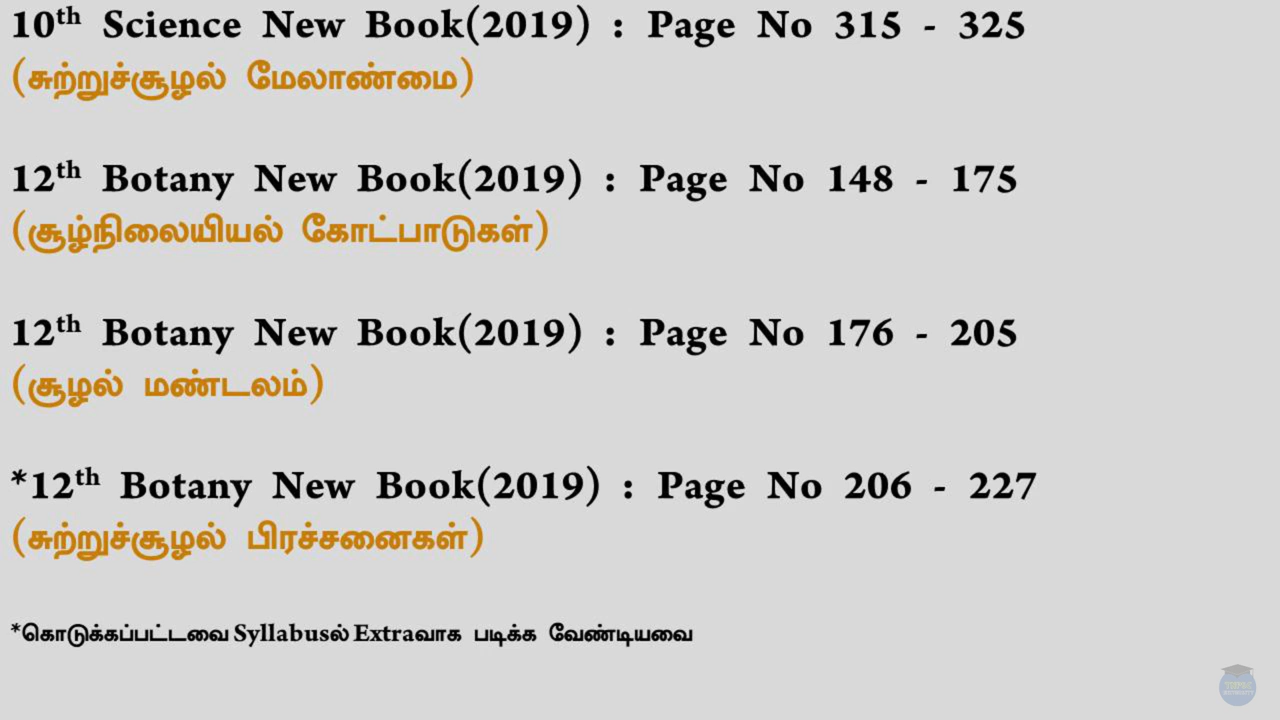 10th Science New Book(2019) : Page No 315 - 325
(சுற்றுச்சூழல் மேலாண்மை)
12th Botany New Book(2019) : Page No 148 - 175
(சூழ்நிலையியல் கோட்பாடுகள்)
12th Botany New Book(2019) : Page No 176 - 205
(சூழல் மண்டலம்)
*12th Botany New Book(2019) : Page No 206 - 227
(சுற்றுச்சூழல் பிரச்சனைகள்)
*கொடுக்கப்பட்டவை Syllabusல் Extraவாக படிக்க வேண்டியவை